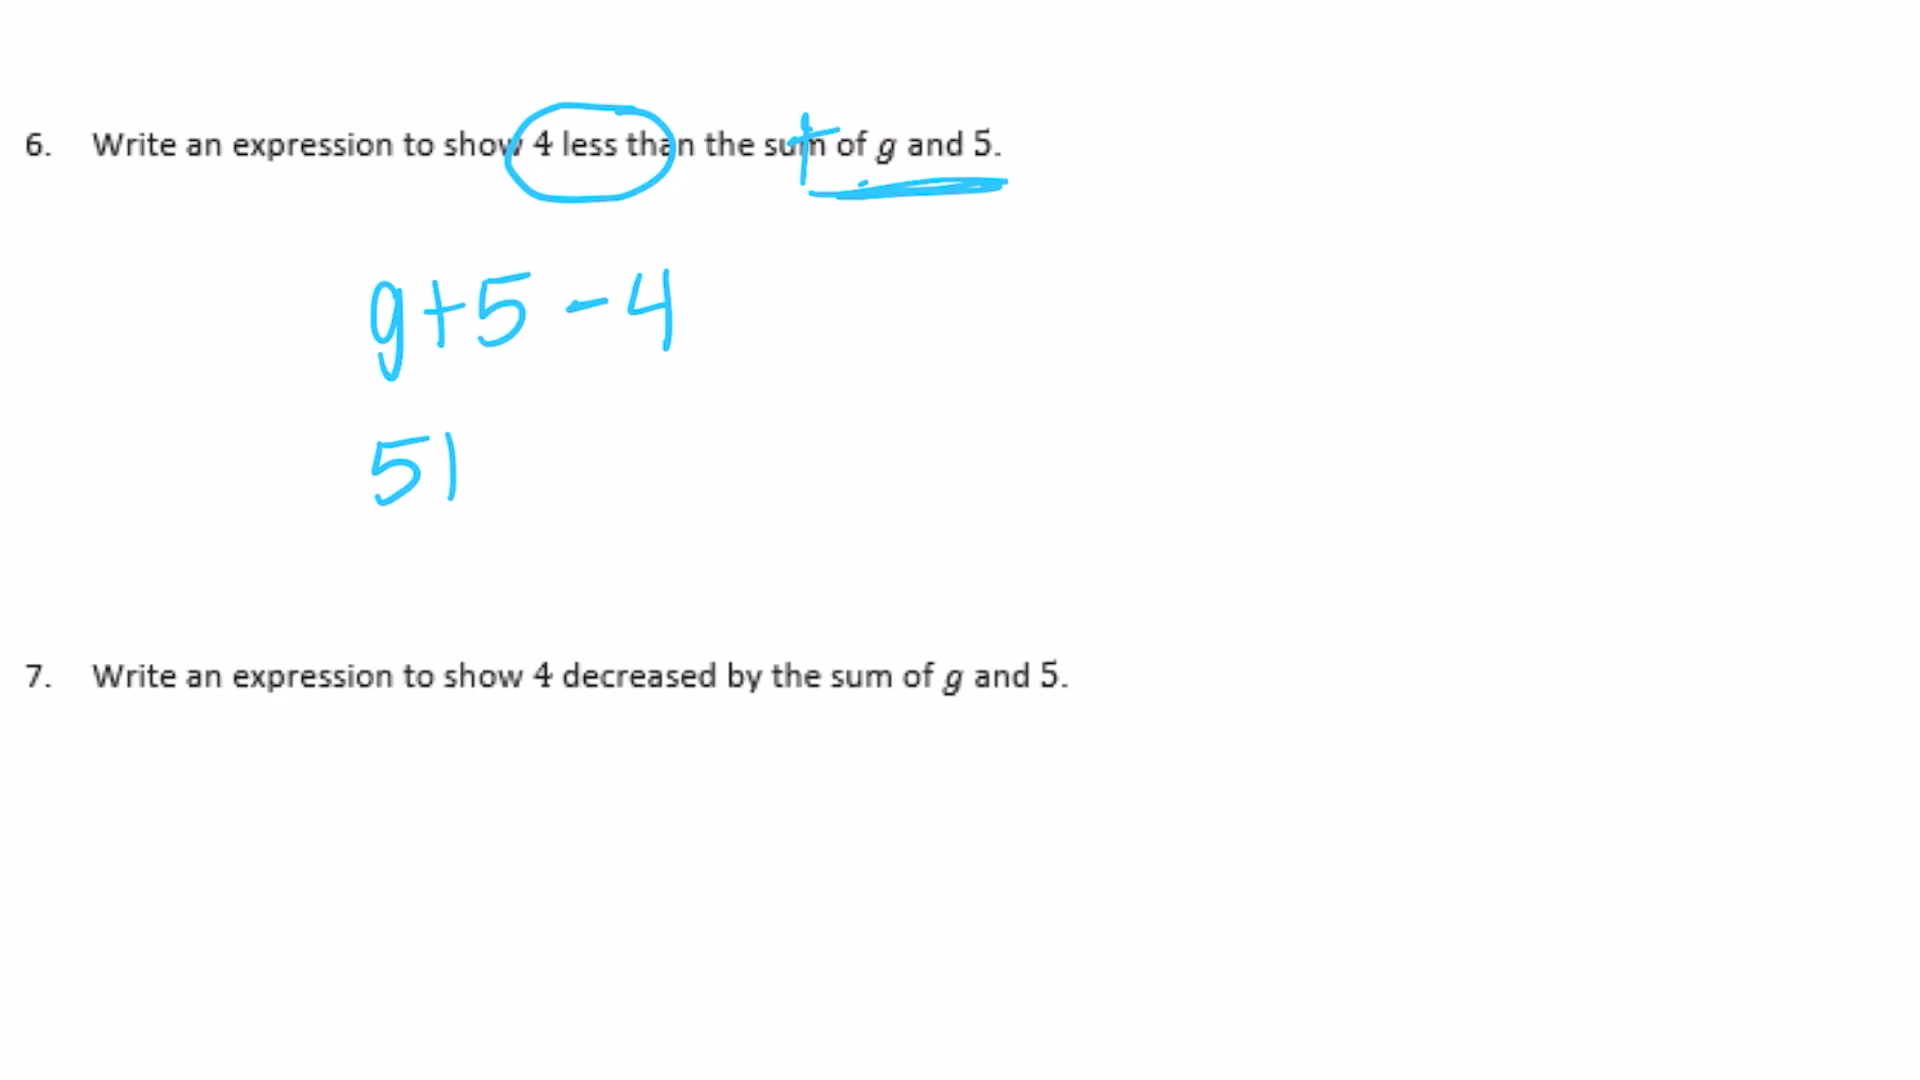 6. Write an expression to show 4 less than the sum of g and 5.
+
g+5-4
51
7. Write an expression to show 4 decreased by the sum of g and 5.